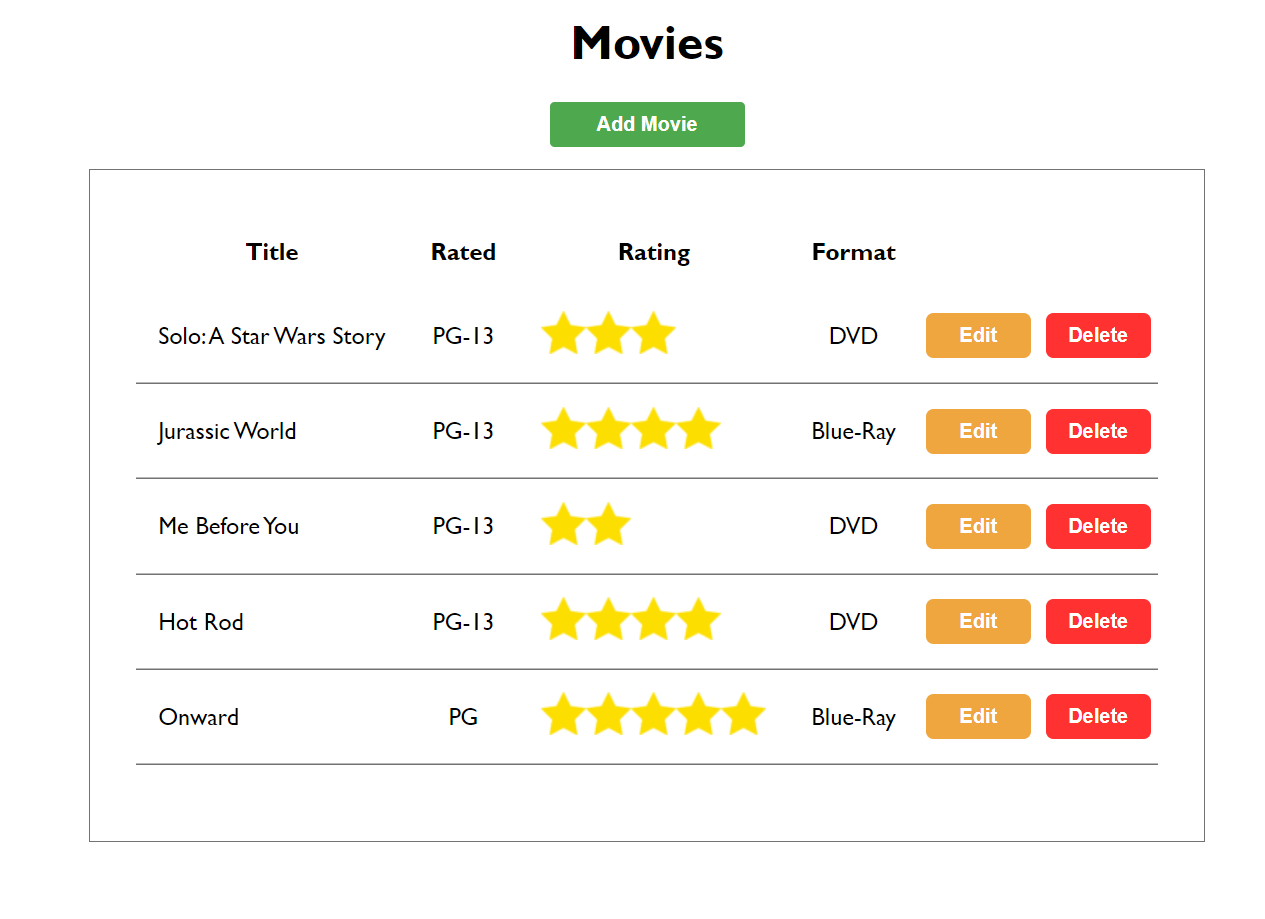 Movies
Add Movie
Title Rated Rating Format
Solo: A Star Wars Story PG-13 DVD Edit Delete
Jurassic World PG-13 Blue-Ray Edit Delete
Me Before You PG-13 DVD Edit Delete
Hot Rod PG-13 DVD Edit Delete
Onward PG Blue-Ray Edit Delete